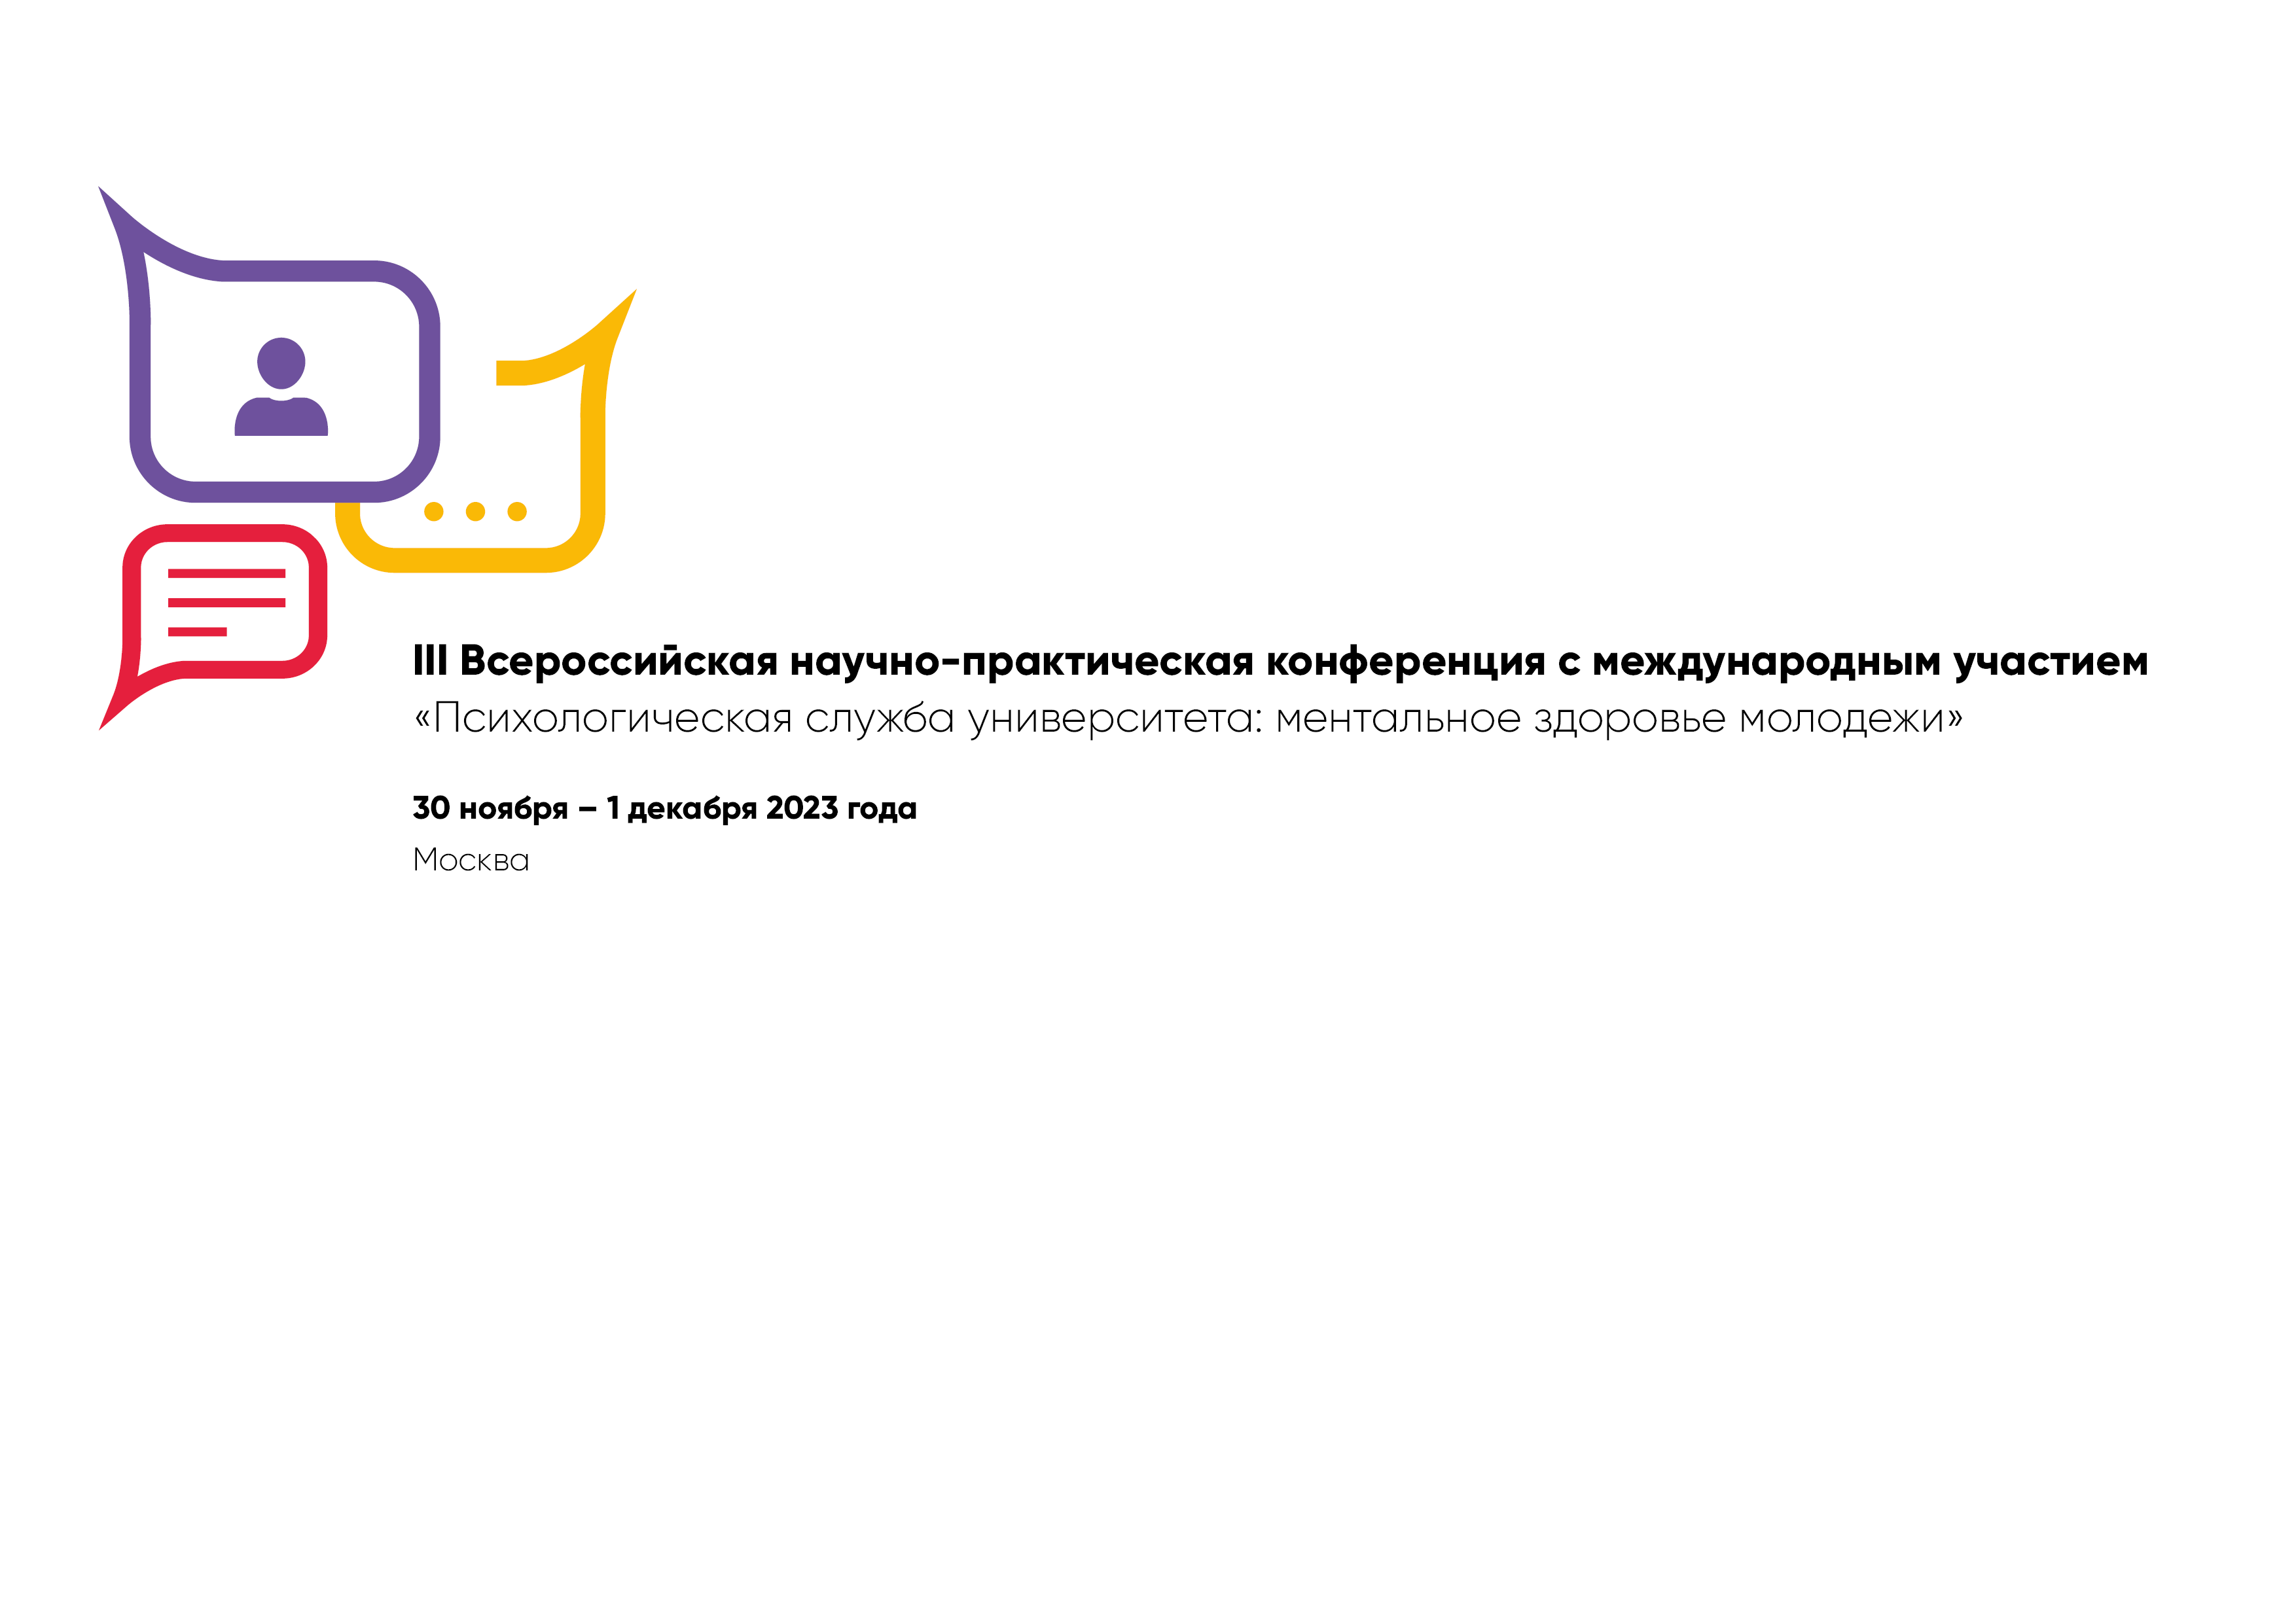 III Всероссийская научно-практическая конференция с международным участием
«Психологическая служба университета: ментальное здоровье молодежи»
30 ноября – 1 декабря 2023 года
Москва